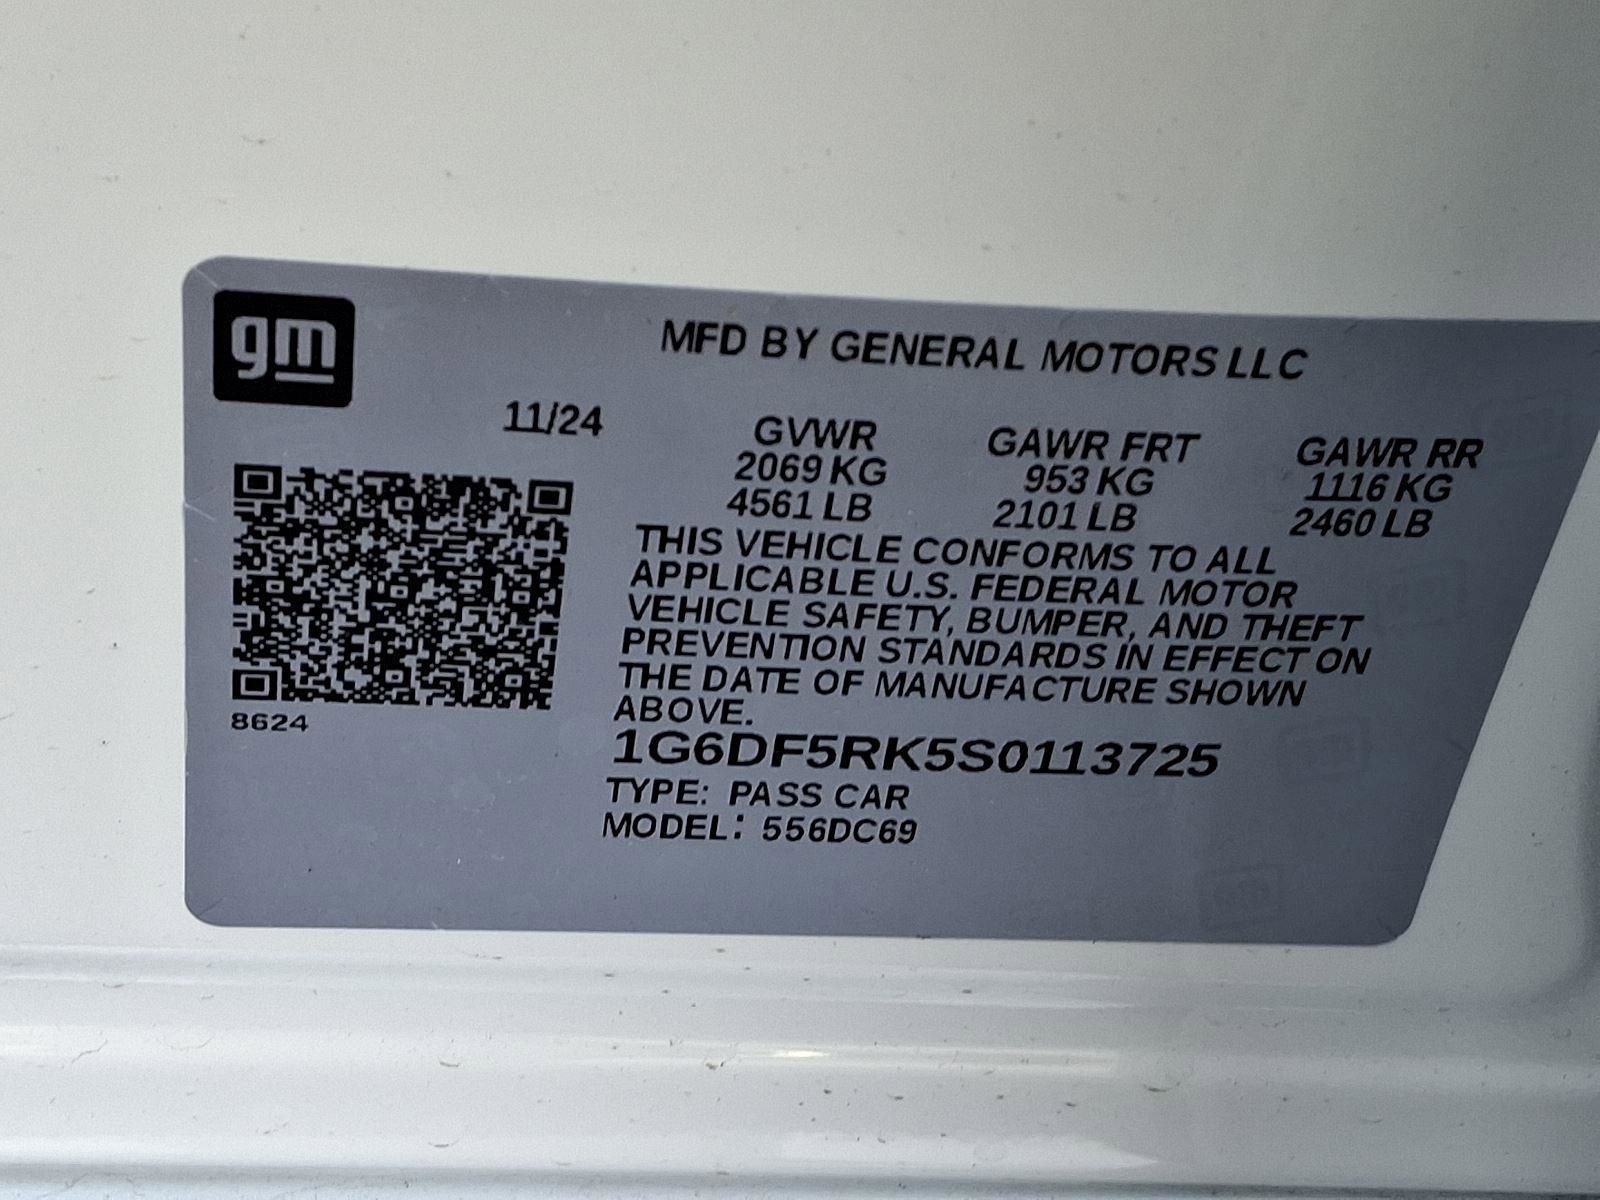 gm
MFD BY GENERAL MOTORS LLC
11/24
GVWR GAWR FRT GAWR RR
2069 KG 953 KG 1116 KG
4561 LB 2101 LB 2460 LB
THIS VEHICLE CONFORMS TO ALL
APPLICABLE U.S. FEDERAL MOTOR
VEHICLE SAFETY, BUMPER, AND THEFT
PREVENTION STANDARDS IN EFFECT ON
THE DATE OF MANUFACTURE SHOWN
ABOVE.
8624
1G6DF5RK5S0113725
TYPE: PASS CAR
MODEL: 556DC69